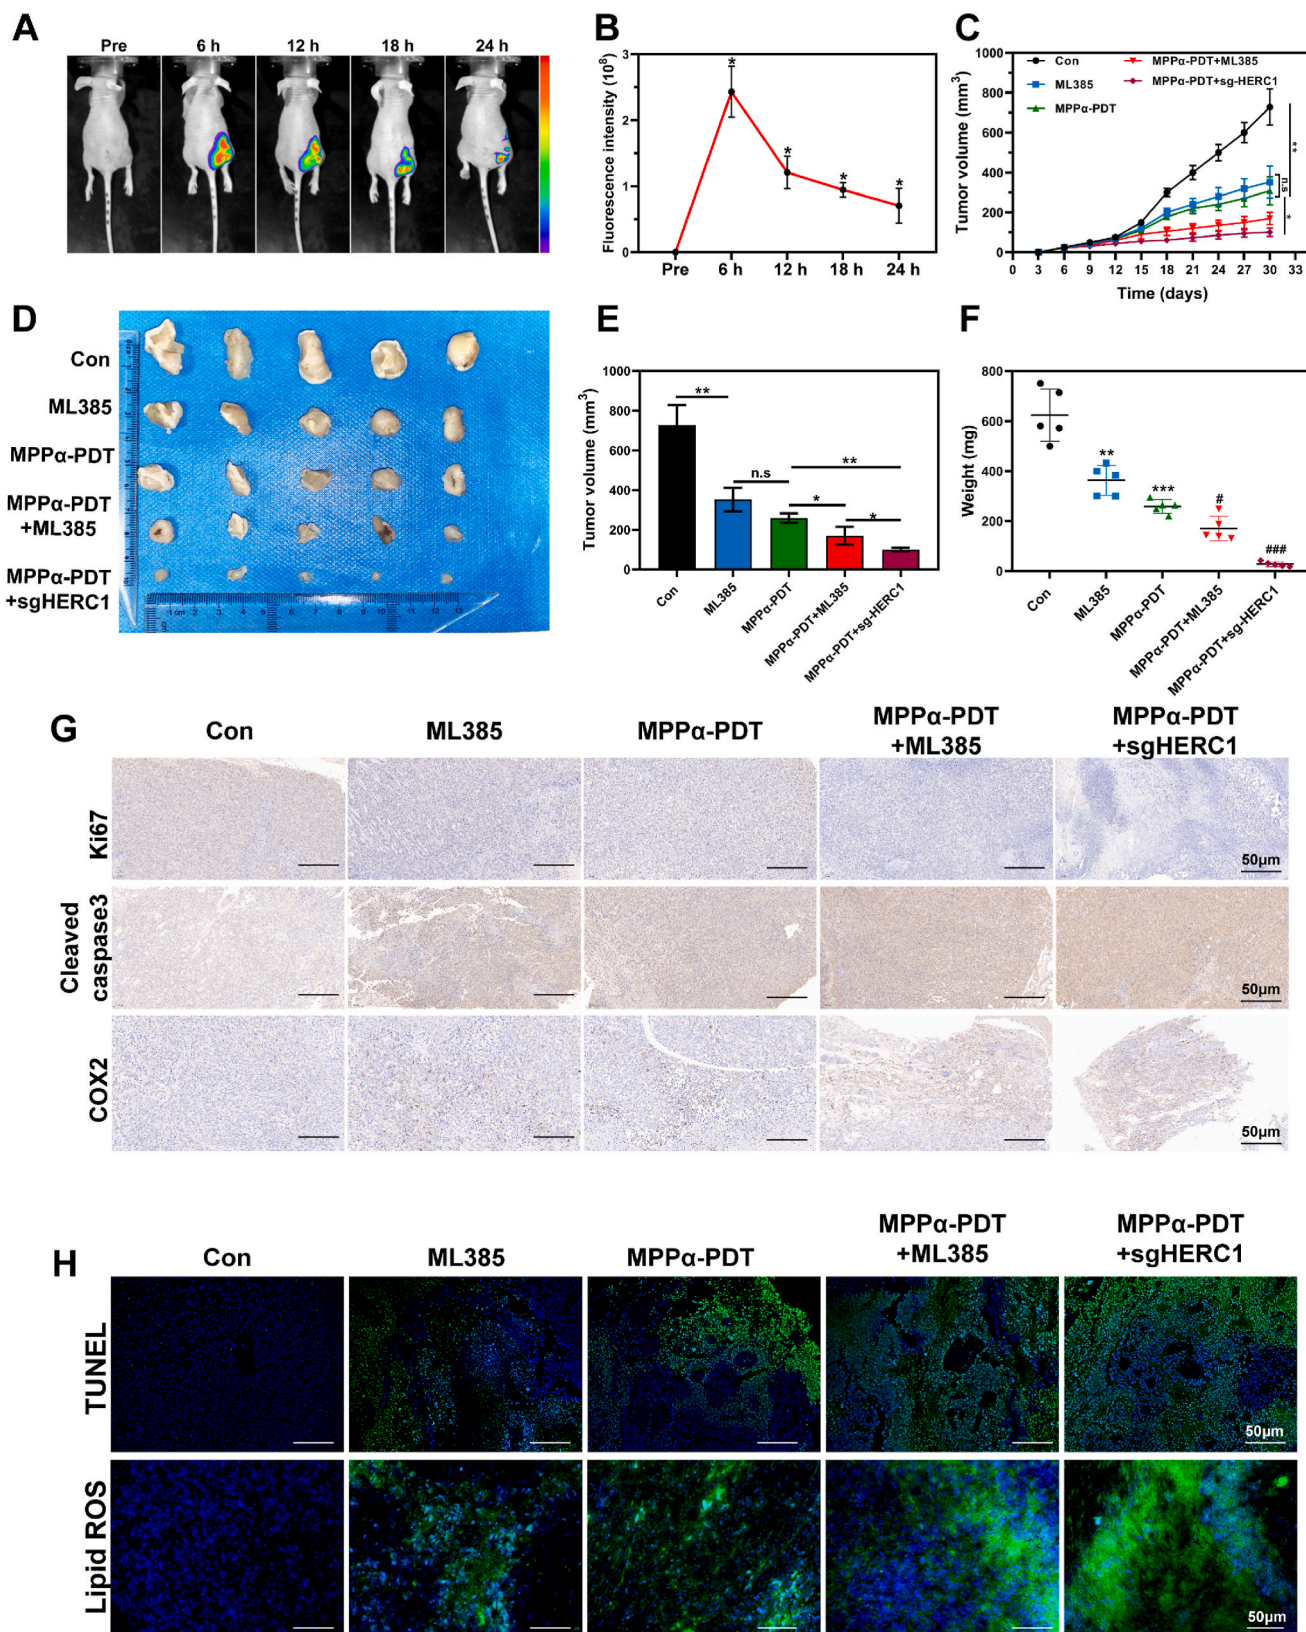 A
Pre
6 h
12 h
18 h
24 h
B
Fluorescence intensity (10⁸)
3
2
1
0
*
*
*
*
Pre
6 h
12 h
18 h
24 h
C
Tumor volume (mm³)
1000
800
600
400
200
0
Con
ML385
MPPα-PDT
MPPα-PDT+ML385
MPPα-PDT+sg-HERC1
**
n.s
*
0 3 6 9 12 15 18 21 24 27 30 33
Time (days)
D
Con
ML385
MPPα-PDT
MPPα-PDT
+ML385
MPPα-PDT
+sgHERC1
E
Tumor volume (mm³)
1000
800
600
400
200
0
**
n.s
**
*
*
Con
ML385
MPPα-PDT
MPPα-PDT+ML385
MPPα-PDT+sg-HERC1
F
Weight (mg)
800
600
400
200
0
**
***
#
###
Con
ML385
MPPα-PDT
MPPα-PDT+ML385
MPPα-PDT+sg-HERC1
G
Con
ML385
MPPα-PDT
MPPα-PDT
+ML385
MPPα-PDT
+sgHERC1
Ki67
50μm
Cleaved
caspase3
50μm
COX2
50μm
H
Con
ML385
MPPα-PDT
MPPα-PDT
+ML385
MPPα-PDT
+sgHERC1
TUNEL
50μm
Lipid ROS
50μm